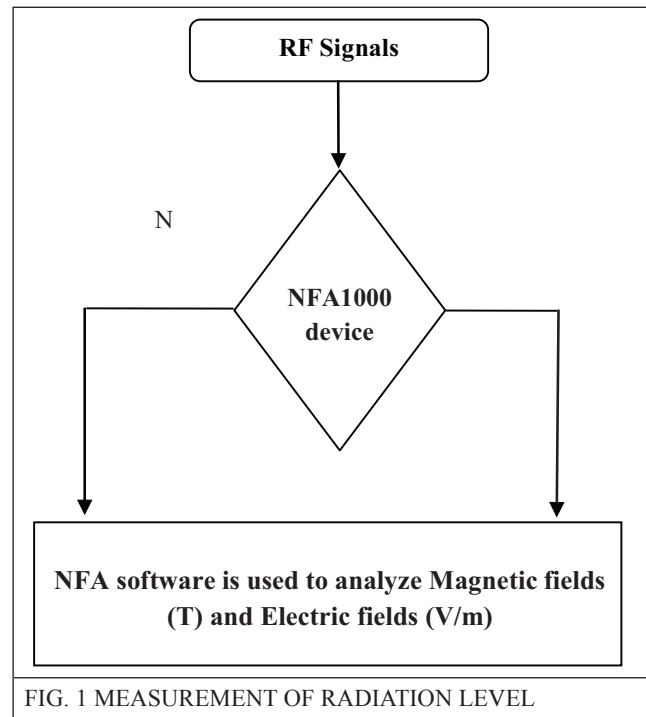 RF Signals
N
NFA1000
device
NFA software is used to analyze Magnetic fields
(T) and Electric fields (V/m)
FIG. 1 MEASUREMENT OF RADIATION LEVEL